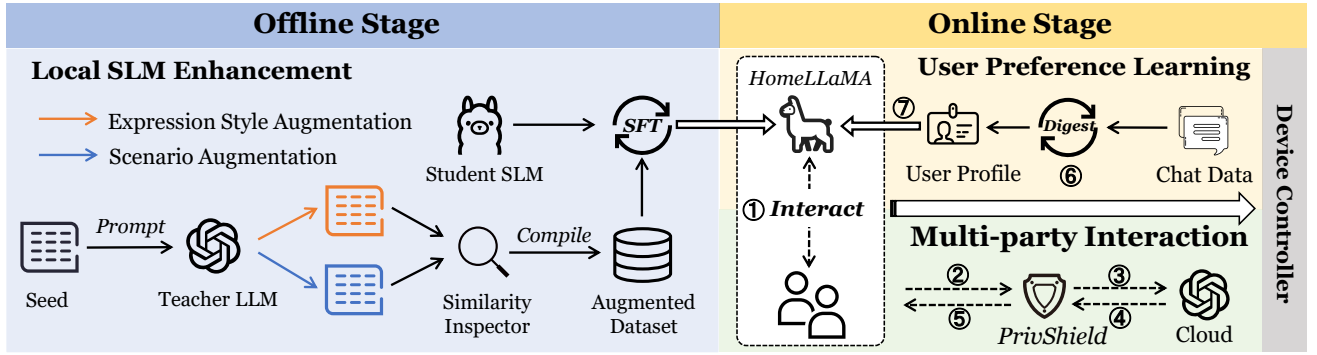 Offline Stage
Online Stage
Local SLM Enhancement
Expression Style Augmentation
Scenario Augmentation
Seed
Prompt
Teacher LLM
Similarity
Inspector
Compile
Augmented
Dataset
Student SLM
SFT
HomeLLaMA
① Interact
User Preference Learning
⑦
User Profile
Digest
⑥
Chat Data
Multi-party Interaction
②
③
⑤
④
PrivShield
Cloud
Device Controller